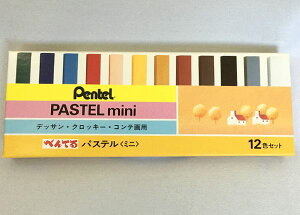 Pentel
PASTEL mini
デッサン・クロッキー・コンテ画用
ぺんてる パステル〈ミニ〉
12色セット